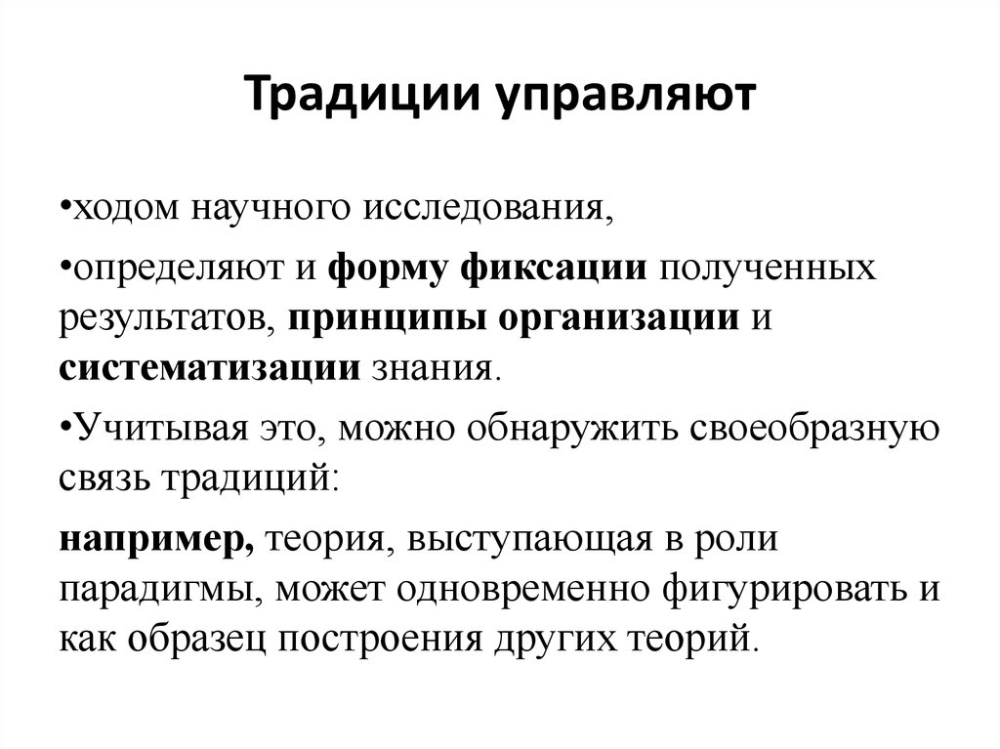 Традиции управляют
•ходом научного исследования,
•определяют и форму фиксации полученных
результатов, принципы организации и
систематизации знания.
•Учитывая это, можно обнаружить своеобразную
связь традиций:
например, теория, выступающая в роли
парадигмы, может одновременно фигурировать и
как образец построения других теорий.